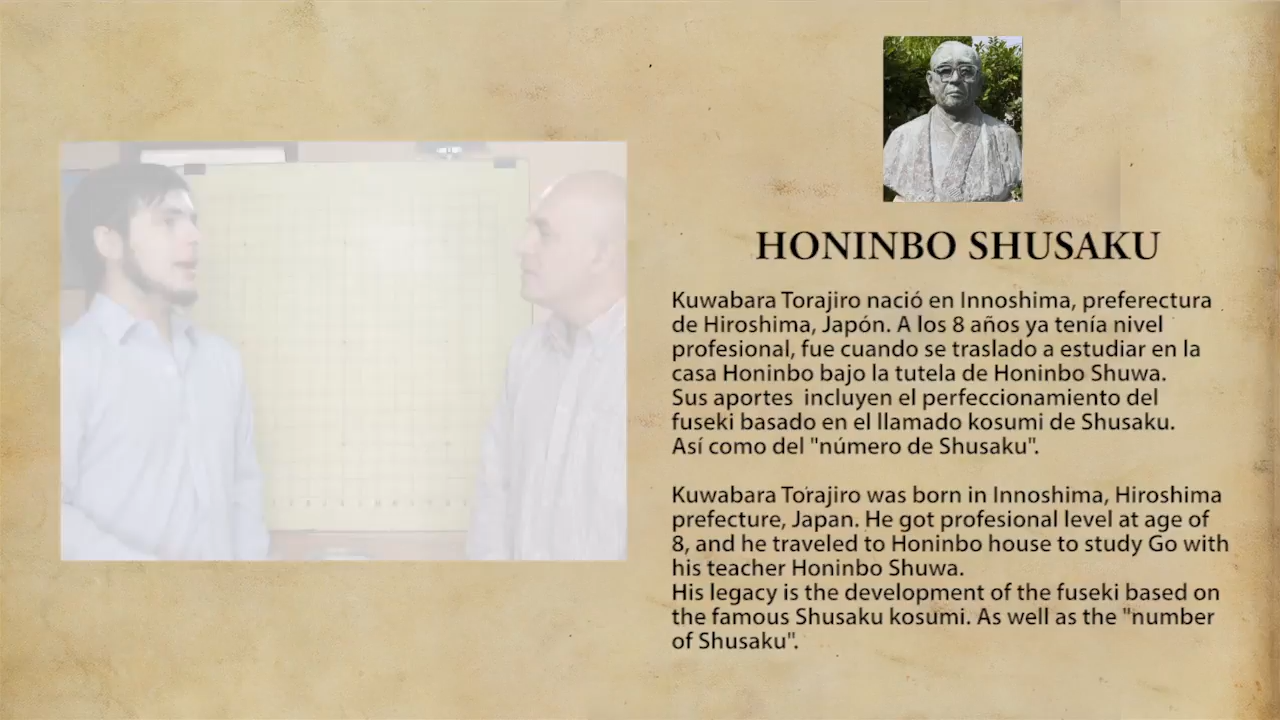 HONINBO SHUSAKU
Kuwabara Torajiro nació en Innoshima, preferectura
de Hiroshima, Japón. A los 8 años ya tenía nivel
profesional, fue cuando se traslado a estudiar en la
casa Honinbo bajo la tutela de Honinbo Shuwa.
Sus aportes incluyen el perfeccionamiento del
fuseki basado en el llamado kosumi de Shusaku.
Así como del "número de Shusaku".
Kuwabara Torajiro was born in Innoshima, Hiroshima
prefecture, Japan. He got profesional level at age of
8, and he traveled to Honinbo house to study Go with
his teacher Honinbo Shuwa.
His legacy is the development of the fuseki based on
the famous Shusaku kosumi. As well as the "number
of Shusaku".